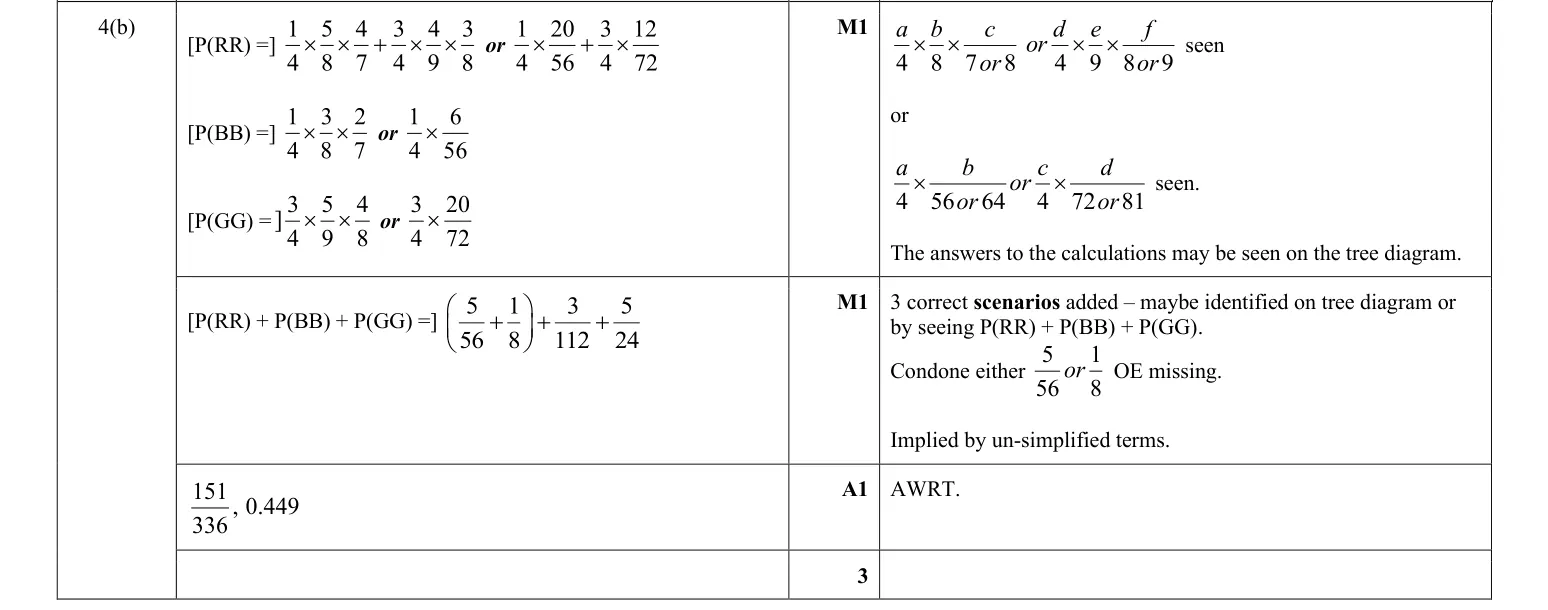 4(b)
[P(RR) =] 1/4 × 5/8 × 4/7 + 3/4 × 4/9 × 3/8 or 1/4 × 20/56 + 3/4 × 12/72
[P(BB) =] 1/4 × 3/8 × 2/7 or 1/4 × 6/56
[P(GG) = ] 3/4 × 5/9 × 4/8 or 3/4 × 20/72
M1
a/4 × b/8 × c/7 or 8 or d/4 × e/9 × f/8 or 9 seen
or
a/4 × b/56 or 64 or c/4 × d/72 or 81 seen.
The answers to the calculations may be seen on the tree diagram.
[P(RR) + P(BB) + P(GG) =] (5/56 + 1/8) + 3/112 + 5/24
M1
3 correct scenarios added – maybe identified on tree diagram or
by seeing P(RR) + P(BB) + P(GG).
Condone either 5/56 or 1/8 OE missing.
Implied by un-simplified terms.
151/336, 0.449
A1
AWRT.
3